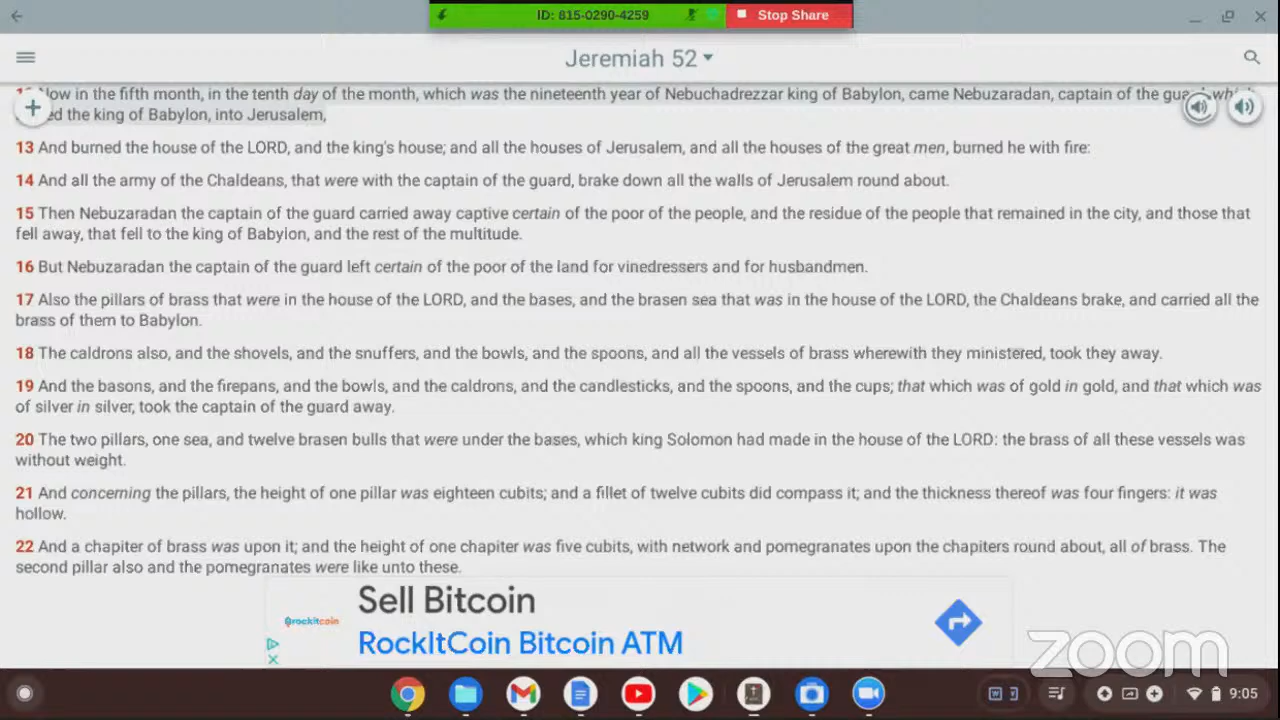 ID: 815-0290-4259
Stop Share
Jeremiah 52
Now in the fifth month, in the tenth day of the month, which was the nineteenth year of Nebuchadrezzar king of Babylon, came Nebuzaradan, captain of the
the king of Babylon, into Jerusalem,
13 And burned the house of the LORD, and the king's house; and all the houses of Jerusalem, and all the houses of the great men, burned he with fire:
14 And all the army of the Chaldeans, that were with the captain of the guard, brake down all the walls of Jerusalem round about.
15 Then Nebuzaradan the captain of the guard carried away captive certain of the poor of the people, and the residue of the people that remained in the city, and those that
fell away, that fell to the king of Babylon, and the rest of the multitude.
16 But Nebuzaradan the captain of the guard left certain of the poor of the land for vinedressers and for husbandmen.
17 Also the pillars of brass that were in the house of the LORD, and the bases, and the brasen sea that was in the house of the LORD, the Chaldeans brake, and carried all the
brass of them to Babylon.
18 The caldrons also, and the shovels, and the snuffers, and the bowls, and the spoons, and all the vessels of brass wherewith they ministered, took they away.
19 And the basons, and the firepans, and the bowls, and the caldrons, and the candlesticks, and the spoons, and the cups; that which was of gold in gold, and that which was
of silver in silver, took the captain of the guard away.
20 The two pillars, one sea, and twelve brasen bulls that were under the bases, which king Solomon had made in the house of the LORD: the brass of all these vessels was
without weight.
21 And concerning the pillars, the height of one pillar was eighteen cubits; and a fillet of twelve cubits did compass it; and the thickness thereof was four fingers: it was
hollow.
22 And a chapiter of brass was upon it; and the height of one chapiter was five cubits, with network and pomegranates upon the chapiters round about, all of brass. The
second pillar also and the pomegranates were like unto these.
Sell Bitcoin
rockitcoin
RockItCoin Bitcoin ATM
zoom
9:05